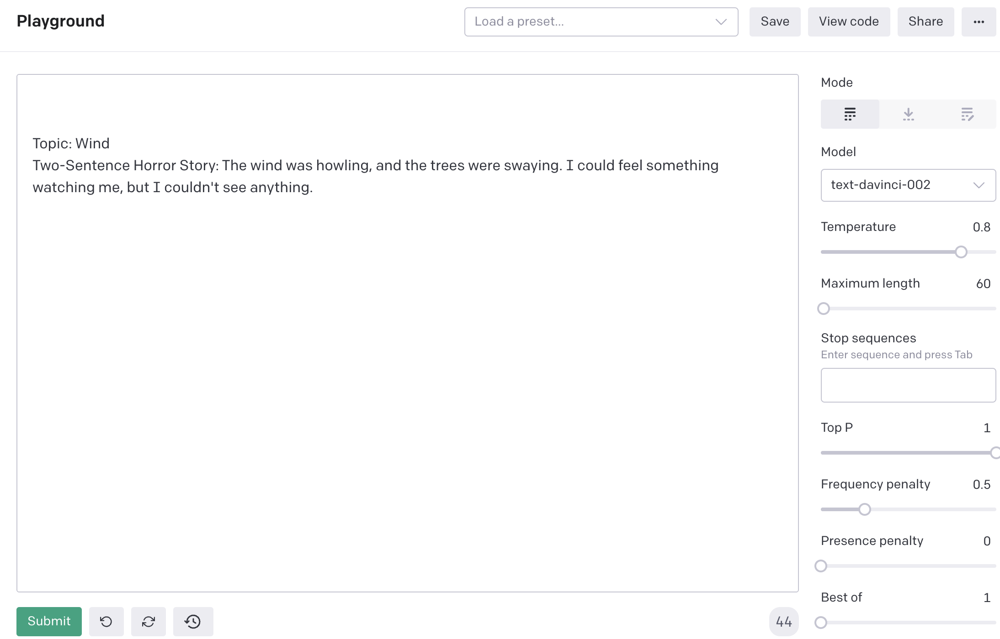 Playground
Load a preset...
Save
View code
Share
Topic: Wind
Two-Sentence Horror Story: The wind was howling, and the trees were swaying. I could feel something
watching me, but I couldn't see anything.
Mode
Model
text-davinci-002
Temperature 0.8
Maximum length 60
Stop sequences
Enter sequence and press Tab
Top P 1
Frequency penalty 0.5
Presence penalty 0
Best of 1
Submit
44